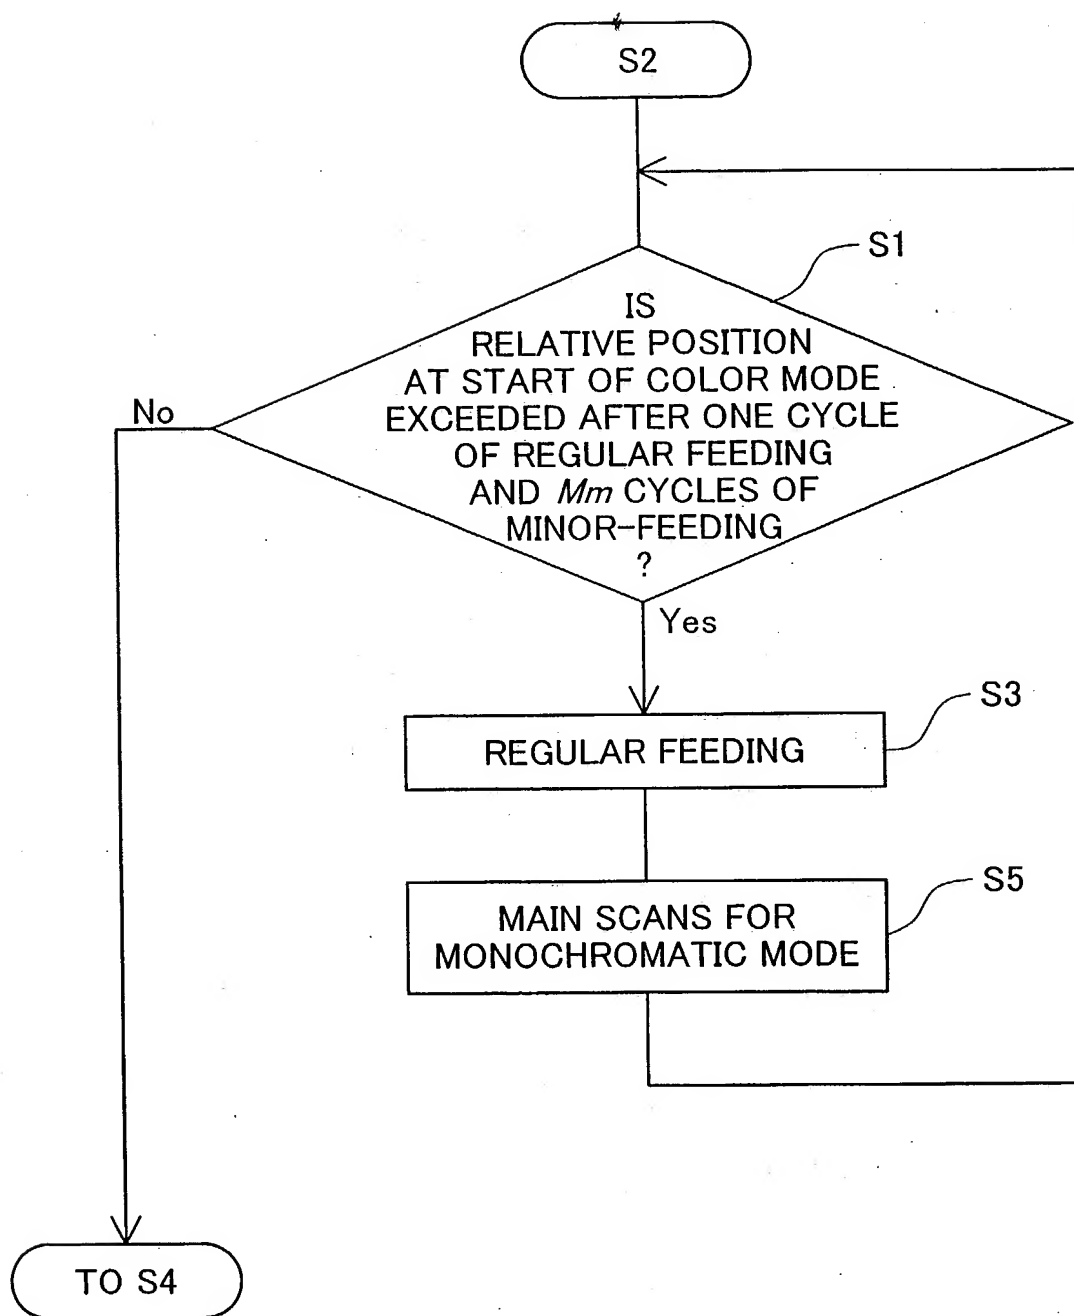 S2
S1
IS
RELATIVE POSITION
AT START OF COLOR MODE
EXCEEDED AFTER ONE CYCLE
OF REGULAR FEEDING
AND Mm CYCLES OF
MINOR-FEEDING
?
No
Yes
S3
REGULAR FEEDING
S5
MAIN SCANS FOR
MONOCHROMATIC MODE
TO S4